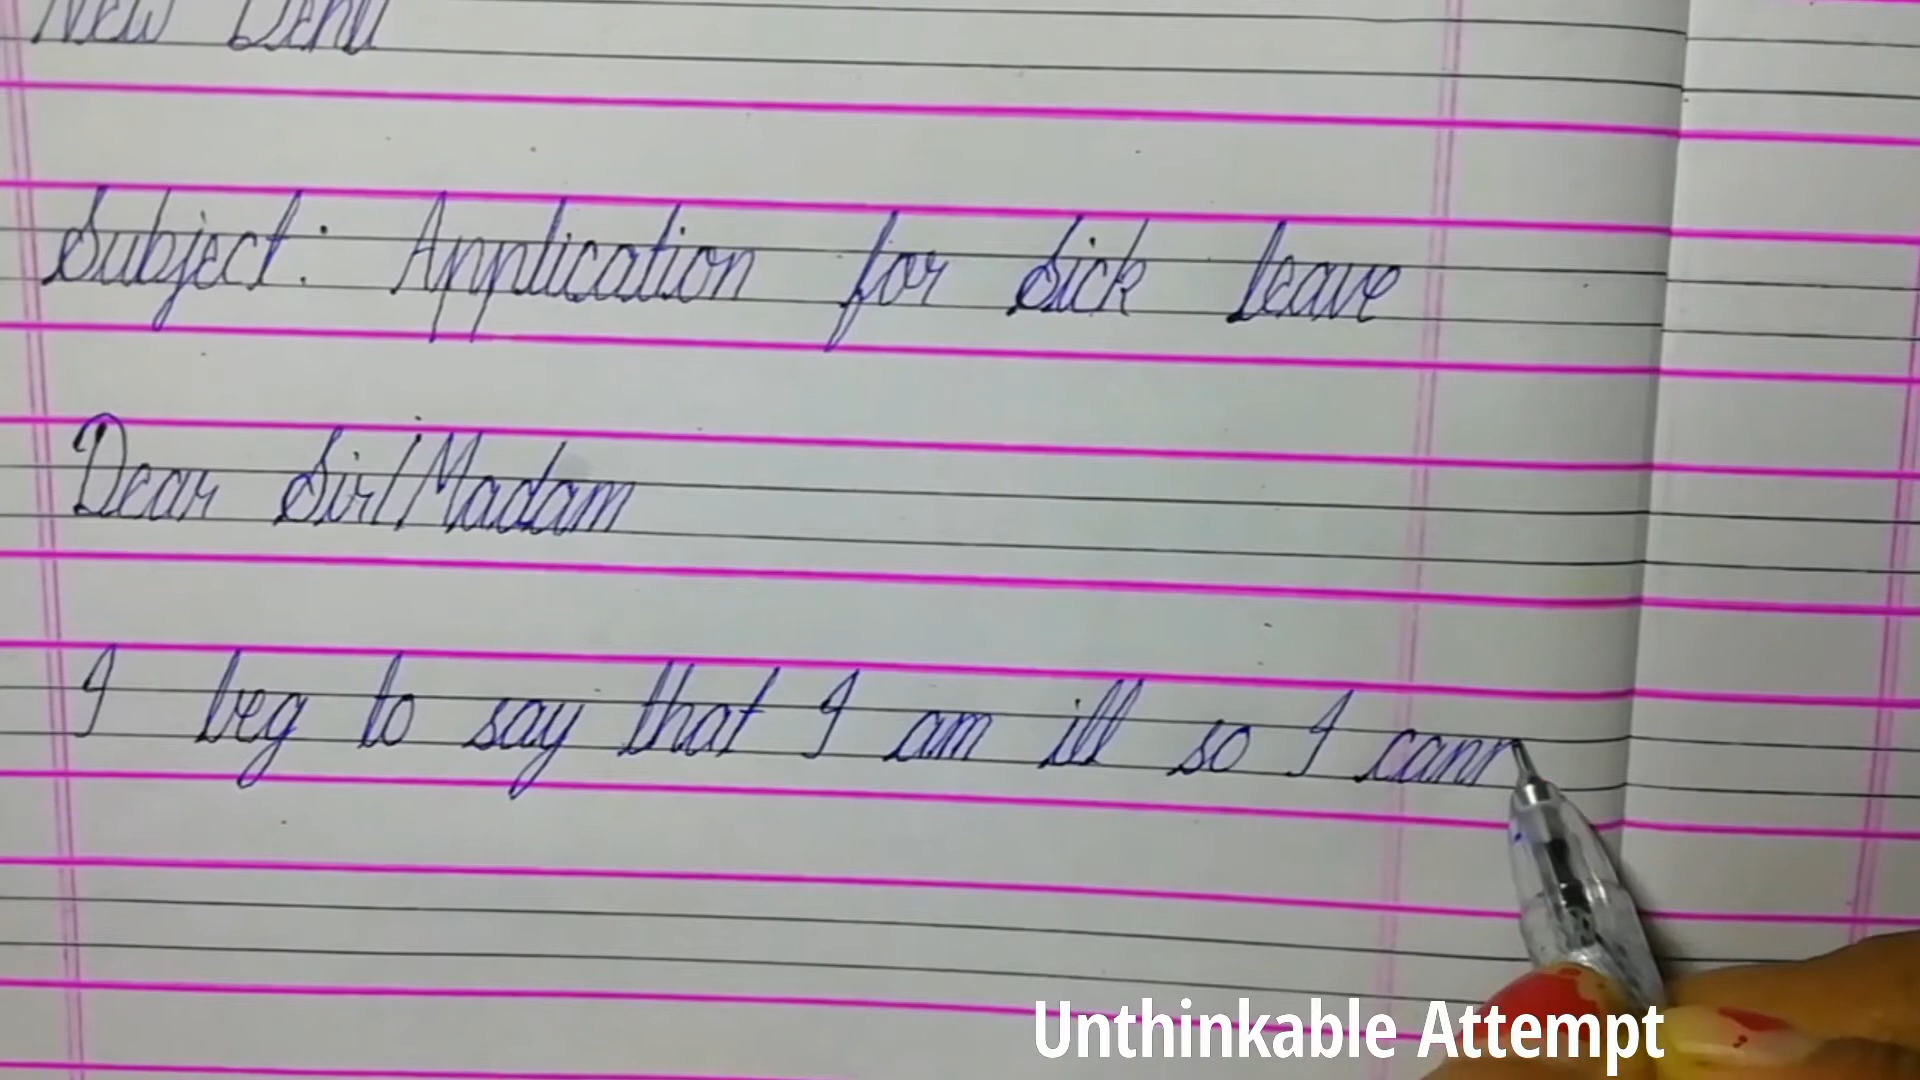 New Delhi
Subject: Application for Sick leave
Dear Sir/Madam
I beg to say that I am ill so I cann
Unthinkable Attempt